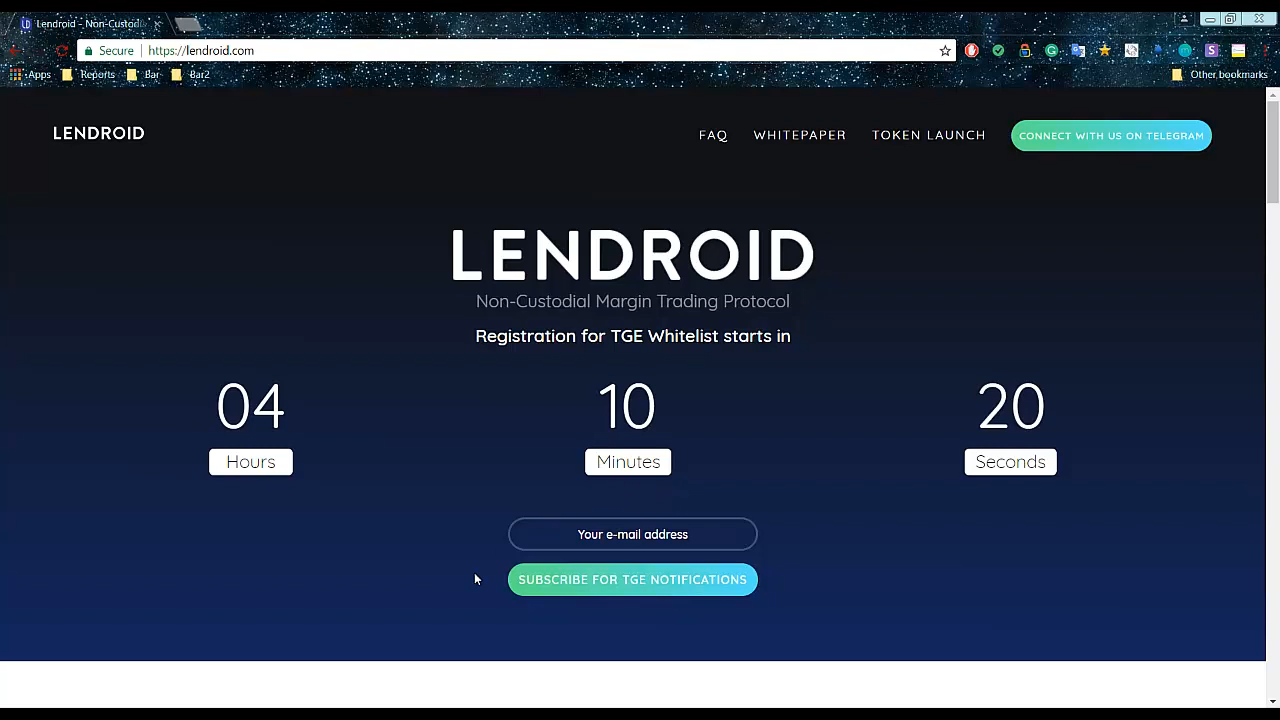 Lendroid - Non-Custodi
Secure
https://lendroid.com
Apps
Reports
Bar
Bar2
Other bookmarks
LENDROID
FAQ
WHITEPAPER
TOKEN LAUNCH
CONNECT WITH US ON TELEGRAM
LENDROID
Non-Custodial Margin Trading Protocol
Registration for TGE Whitelist starts in
04
10
20
Hours
Minutes
Seconds
Your e-mail address
SUBSCRIBE FOR TGE NOTIFICATIONS